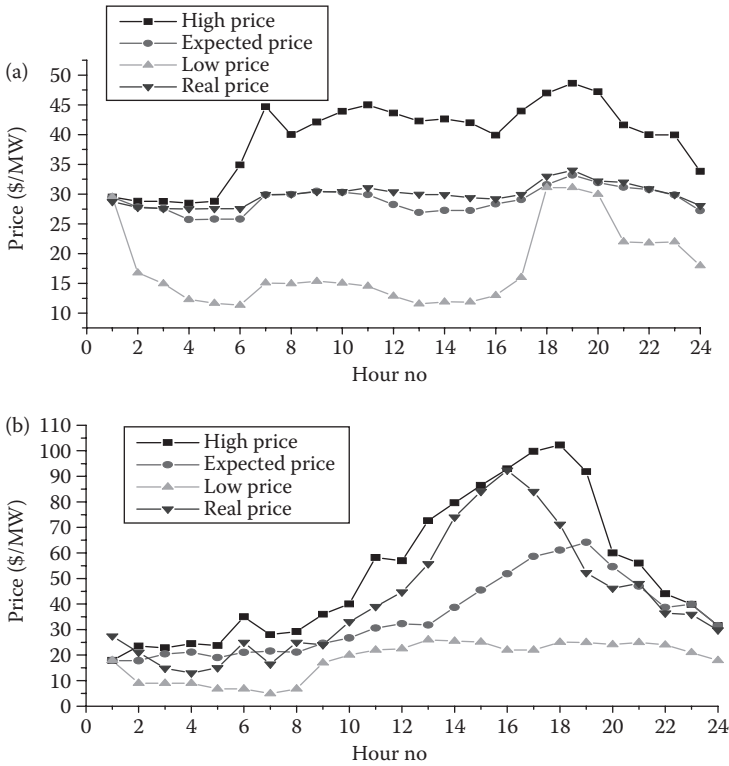 (a)
High price
Expected price
Low price
Real price
Price ($/MW)
50
45
40
35
30
25
20
15
10
0 2 4 6 8 10 12 14 16 18 20 22 24
Hour no
(b)
High price
Expected price
Low price
Real price
Price ($/MW)
110
100
90
80
70
60
50
40
30
20
10
0
0 2 4 6 8 10 12 14 16 18 20 22 24
Hour no